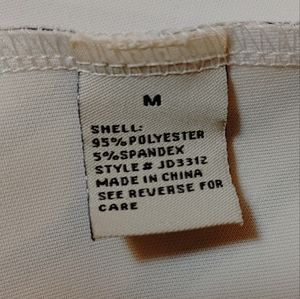 M
SHELL:
95%POLYESTER
5%SPANDEX
STYLE# JD3312
MADE IN CHINA
SEE REVERSE FOR
CARE